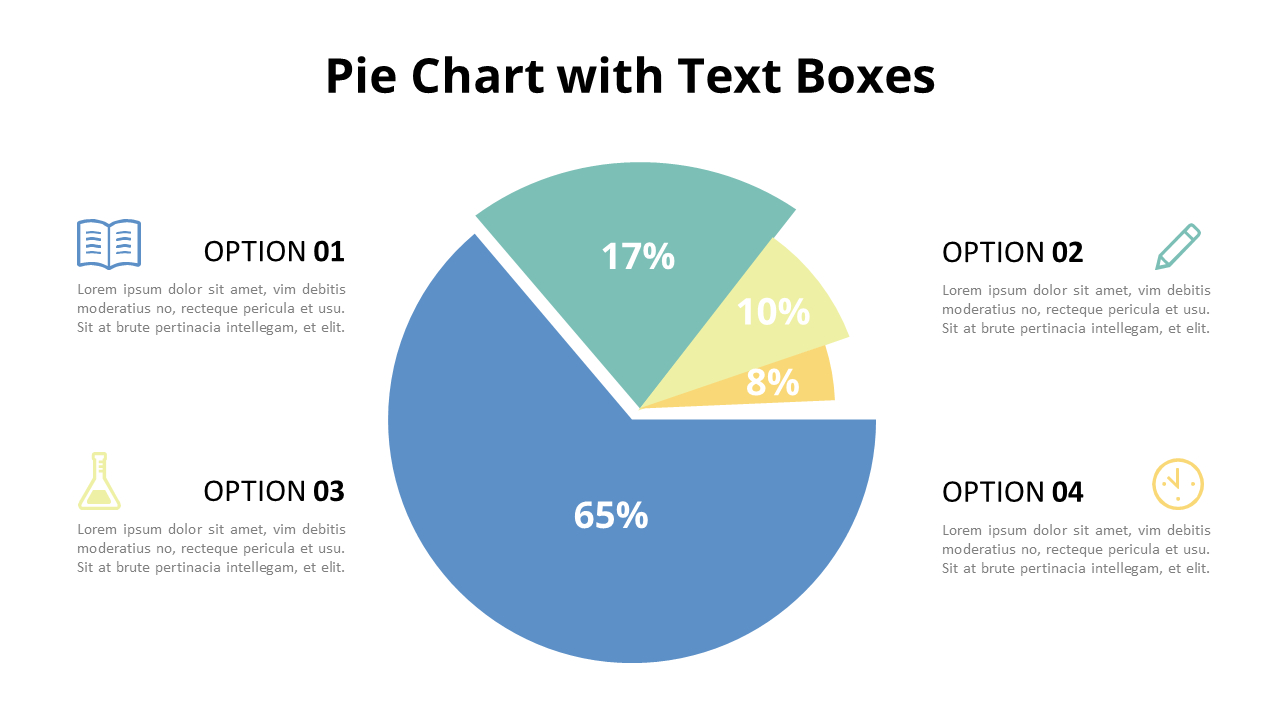 Pie Chart with Text Boxes
OPTION 01
Lorem ipsum dolor sit amet, vim debitis
moderatius no, recteque pericula et usu.
Sit at brute pertinacia intellegam, et elit.
OPTION 02
Lorem ipsum dolor sit amet, vim debitis
moderatius no, recteque pericula et usu.
Sit at brute pertinacia intellegam, et elit.
17%
10%
8%
65%
OPTION 03
Lorem ipsum dolor sit amet, vim debitis
moderatius no, recteque pericula et usu.
Sit at brute pertinacia intellegam, et elit.
OPTION 04
Lorem ipsum dolor sit amet, vim debitis
moderatius no, recteque pericula et usu.
Sit at brute pertinacia intellegam, et elit.